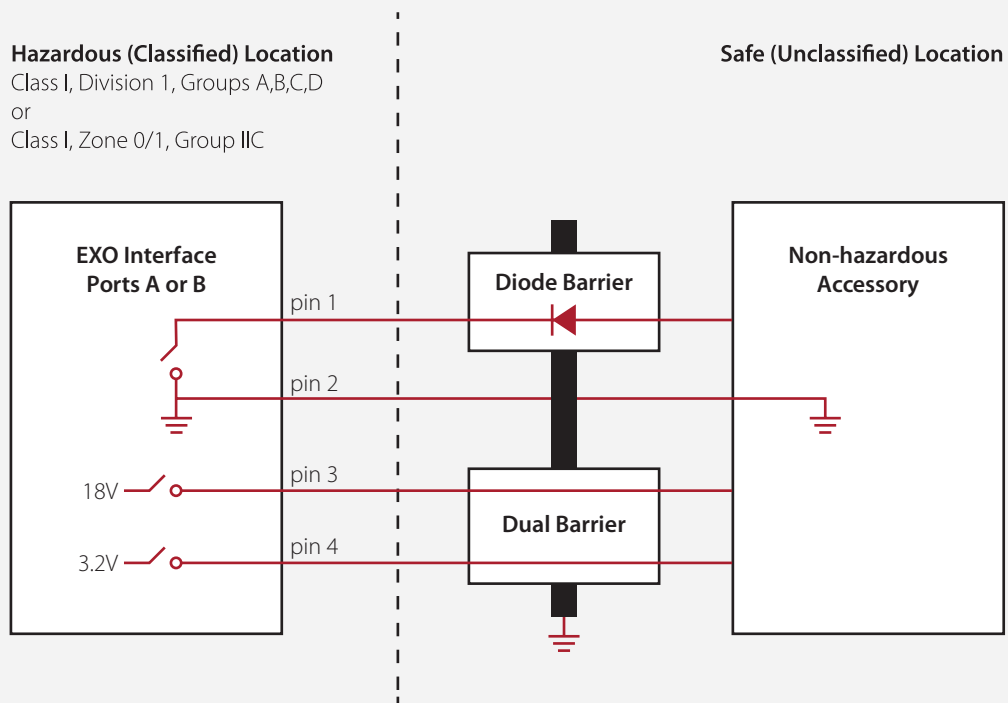 Hazardous (Classified) Location
Class I, Division 1, Groups A,B,C,D
or
Class I, Zone 0/1, Group IIC
Safe (Unclassified) Location
EXO Interface
Ports A or B
pin 1
pin 2
pin 3
pin 4
18V
3.2V
Diode Barrier
Dual Barrier
Non-hazardous
Accessory